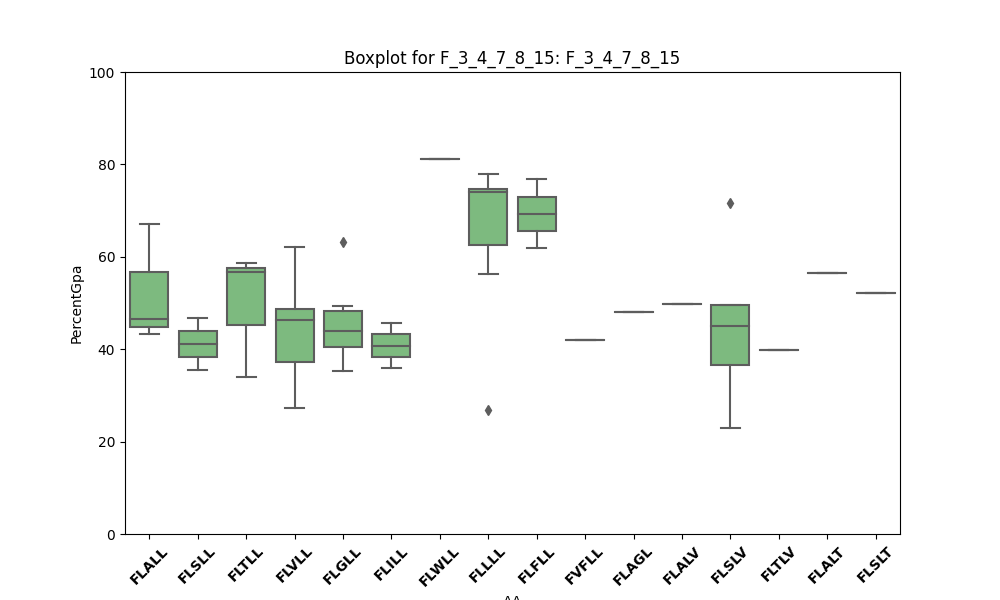 Boxplot for F_3_4_7_8_15: F_3_4_7_8_15
PercentGpa
100
80
60
40
20
0
FLALL
FLSLL
FLTLL
FLVLL
FLGLL
FLILL
FLWLL
FLLLL
FLFLL
FVFLL
FLAGL
FLALV
FLSLV
FLTLV
FLALT
FLSLT
AA